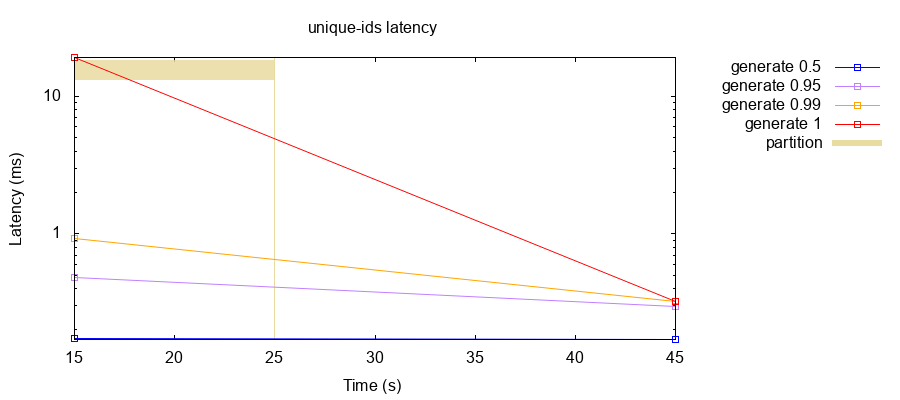 unique-ids latency
generate 0.5
generate 0.95
generate 0.99
generate 1
partition
Latency (ms)
10
1
15 20 25 30 35 40 45
Time (s)